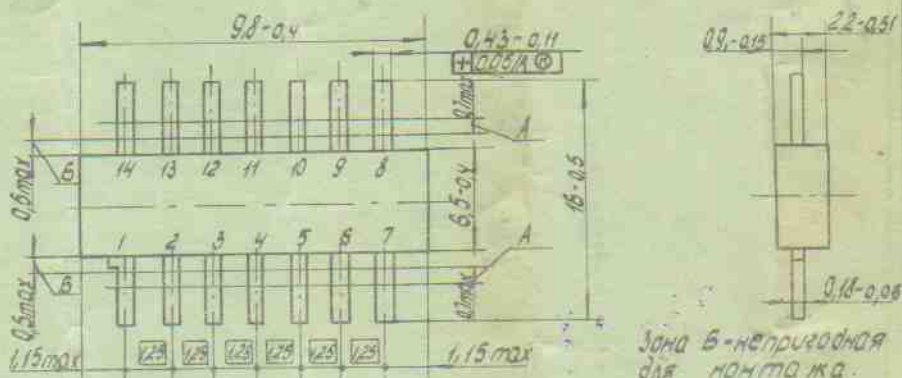 9,8-0,4
0,43-0,11
2,2-0,51
0,9-0,15
0,05/A
0,7max
A
14 13 12 11 10 9 8
Б
0,6max
6,5-0,4
16-0,5
1 2 3 4 5 6 7
A
Б
0,5max
0,7max
0,18-0,06
1,25 1,25 1,25 1,25 1,25 1,25
1,15max
1,15max
Зона Б-непригодная
для монтажа.